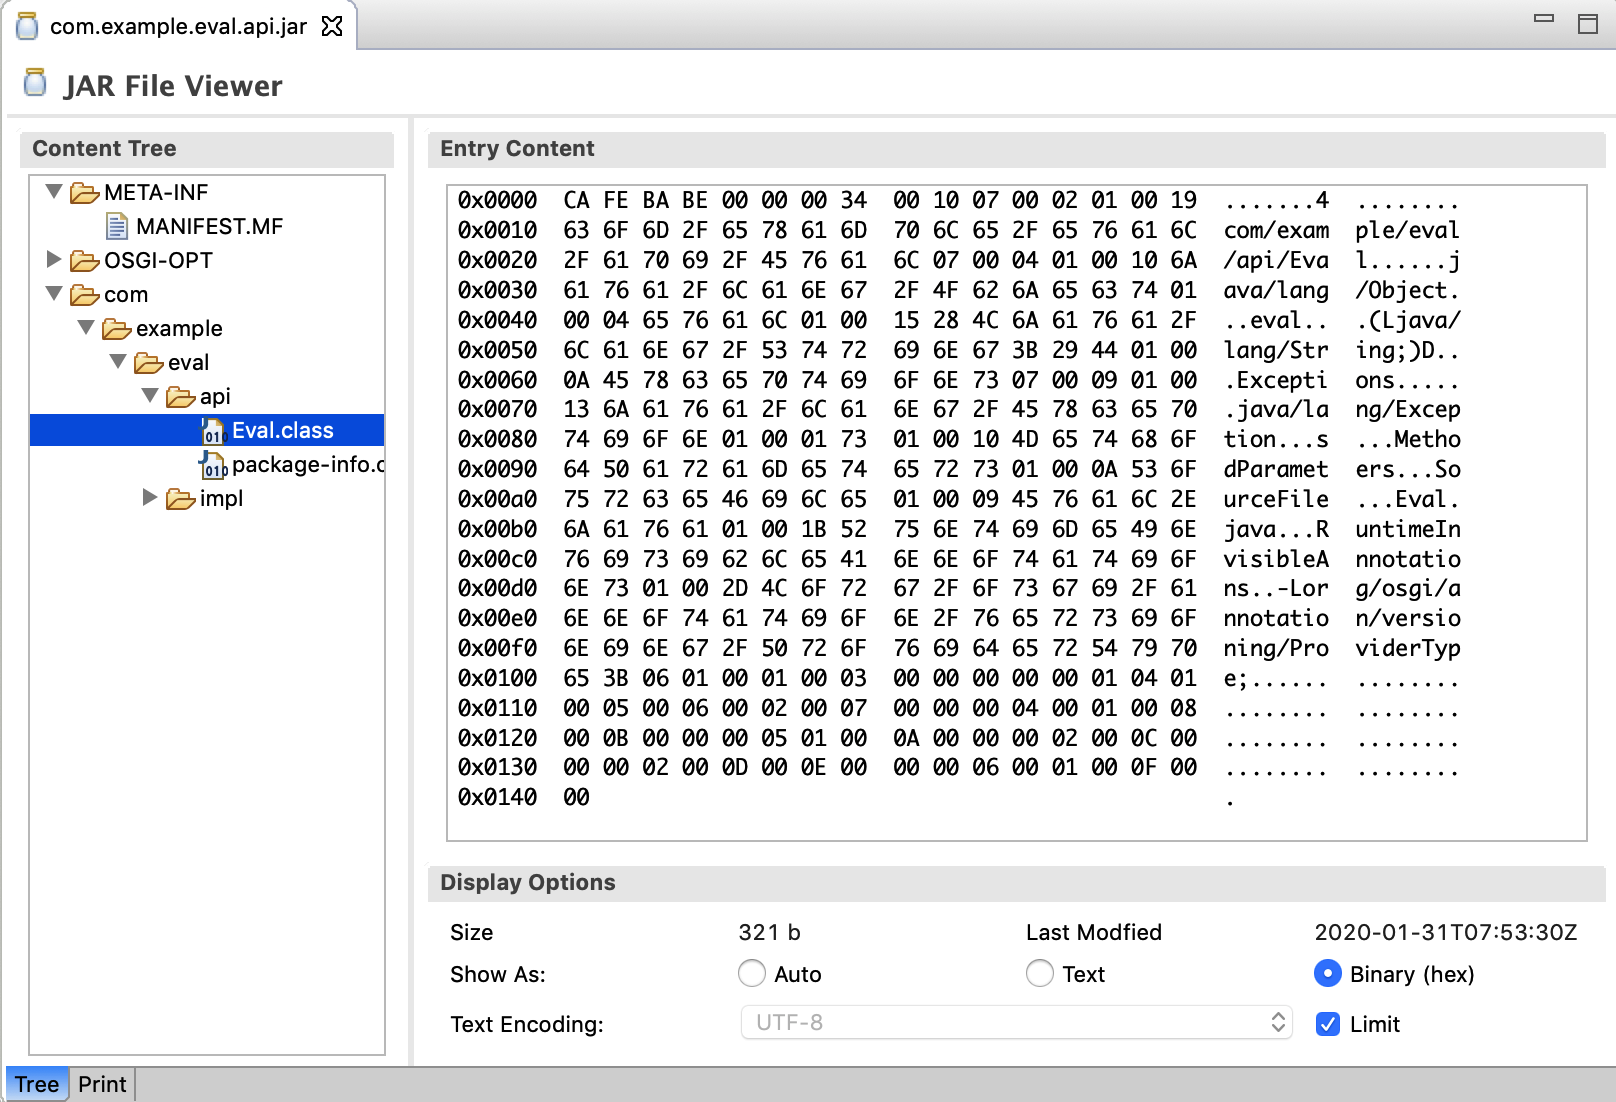 com.example.eval.api.jar
JAR File Viewer
Content Tree
META-INF
MANIFEST.MF
OSGI-OPT
com
example
eval
api
Eval.class
package-info.c
impl
Entry Content
0x0000 CA FE BA BE 00 00 00 34 00 10 07 00 02 01 00 19 .......4 ........
0x0010 63 6F 6D 2F 65 78 61 6D 70 6C 65 2F 65 76 61 6C com/exam ple/eval
0x0020 2F 61 70 69 2F 45 76 61 6C 07 00 04 01 00 10 6A /api/Eva l......j
0x0030 61 76 61 2F 6C 61 6E 67 2F 4F 62 6A 65 63 74 01 ava/lang /Object.
0x0040 00 04 65 76 61 6C 01 00 15 28 4C 6A 61 76 61 2F ..eval.. .(Ljava/
0x0050 6C 61 6E 67 2F 53 74 72 69 6E 67 3B 29 44 01 00 lang/Str ing;)D..
0x0060 0A 45 78 63 65 70 74 69 6F 6E 73 07 00 09 01 00 .Excepti ons.....
0x0070 13 6A 61 76 61 2F 6C 61 6E 67 2F 45 78 63 65 70 .java/la ng/Excep
0x0080 74 69 6F 6E 01 00 01 73 01 00 10 4D 65 74 68 6F tion...s ...Metho
0x0090 64 50 61 72 61 6D 65 74 65 72 73 01 00 0A 53 6F dParamet ers...So
0x00a0 75 72 63 65 46 69 6C 65 01 00 09 45 76 61 6C 2E urceFile ...Eval.
0x00b0 6A 61 76 61 01 00 1B 52 75 6E 74 69 6D 65 49 6E java...R untimeIn
0x00c0 76 69 73 69 62 6C 65 41 6E 6E 6F 74 61 74 69 6F visibleA nnotatio
0x00d0 6E 73 01 00 2D 4C 6F 72 67 2F 6F 73 67 69 2F 61 ns..-Lor g/osgi/a
0x00e0 6E 6E 6F 74 61 74 69 6F 6E 2F 76 65 72 73 69 6F nnotatio n/versio
0x00f0 6E 69 6E 67 2F 50 72 6F 76 69 64 65 72 54 79 70 ning/Pro viderTyp
0x0100 65 3B 06 01 00 01 00 03 00 00 00 00 00 01 04 01 e;...... ........
0x0110 00 05 00 06 00 02 00 07 00 00 00 04 00 01 00 08 ........ ........
0x0120 00 0B 00 00 00 05 01 00 0A 00 00 00 02 00 0C 00 ........ ........
0x0130 00 00 02 00 0D 00 0E 00 00 00 06 00 01 00 0F 00 ........ ........
0x0140 00 .
Display Options
Size 321 b Last Modfied 2020-01-31T07:53:30Z
Show As: Auto Text Binary (hex)
Text Encoding: UTF-8 Limit
Tree Print